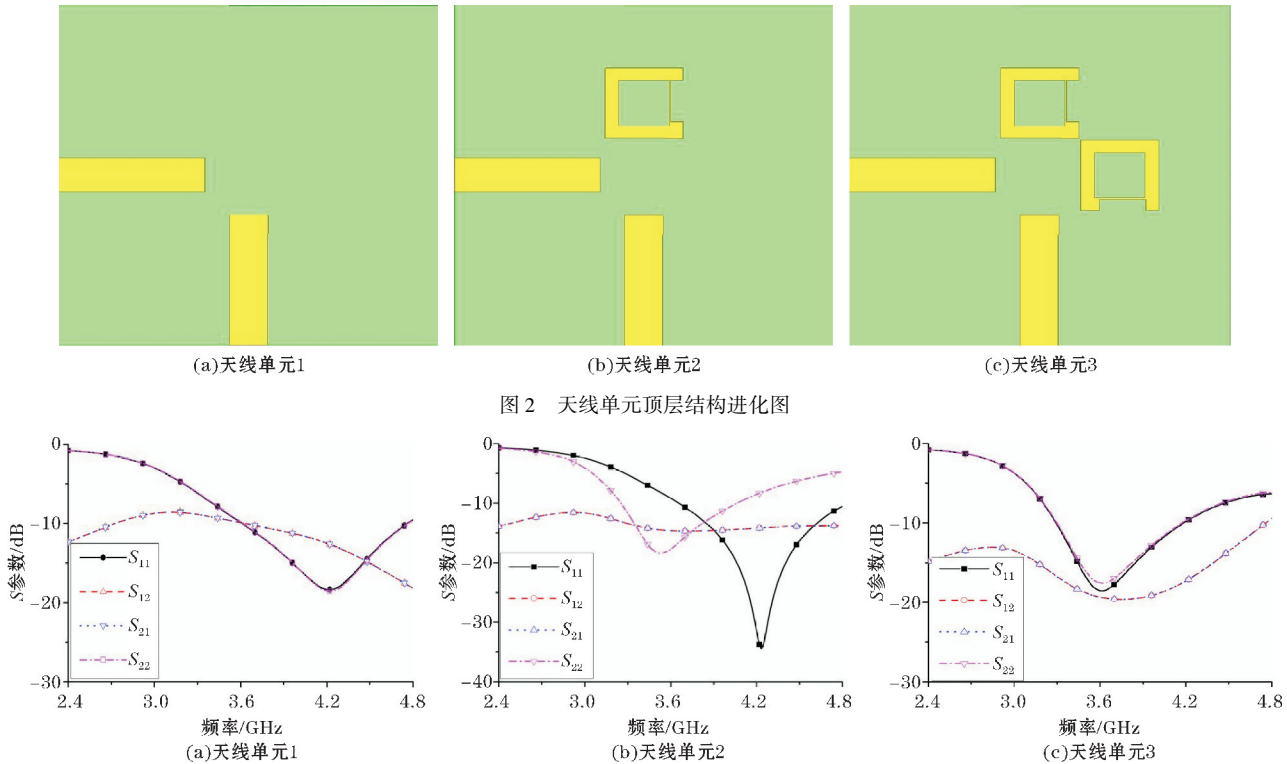 (a)天线单元1
(b)天线单元2
(c)天线单元3
图 2 天线单元顶层结构进化图
0
-10
-20
-30
S参数/dB
S11
S12
S21
S22
2.4 3.0 3.6 4.2 4.8
频率/GHz
(a)天线单元1
0
-10
-20
-30
-40
S参数/dB
S11
S12
S21
S22
2.4 3.0 3.6 4.2 4.8
频率/GHz
(b)天线单元2
0
-10
-20
-30
S参数/dB
S11
S12
S21
S22
2.4 3.0 3.6 4.2 4.8
频率/GHz
(c)天线单元3